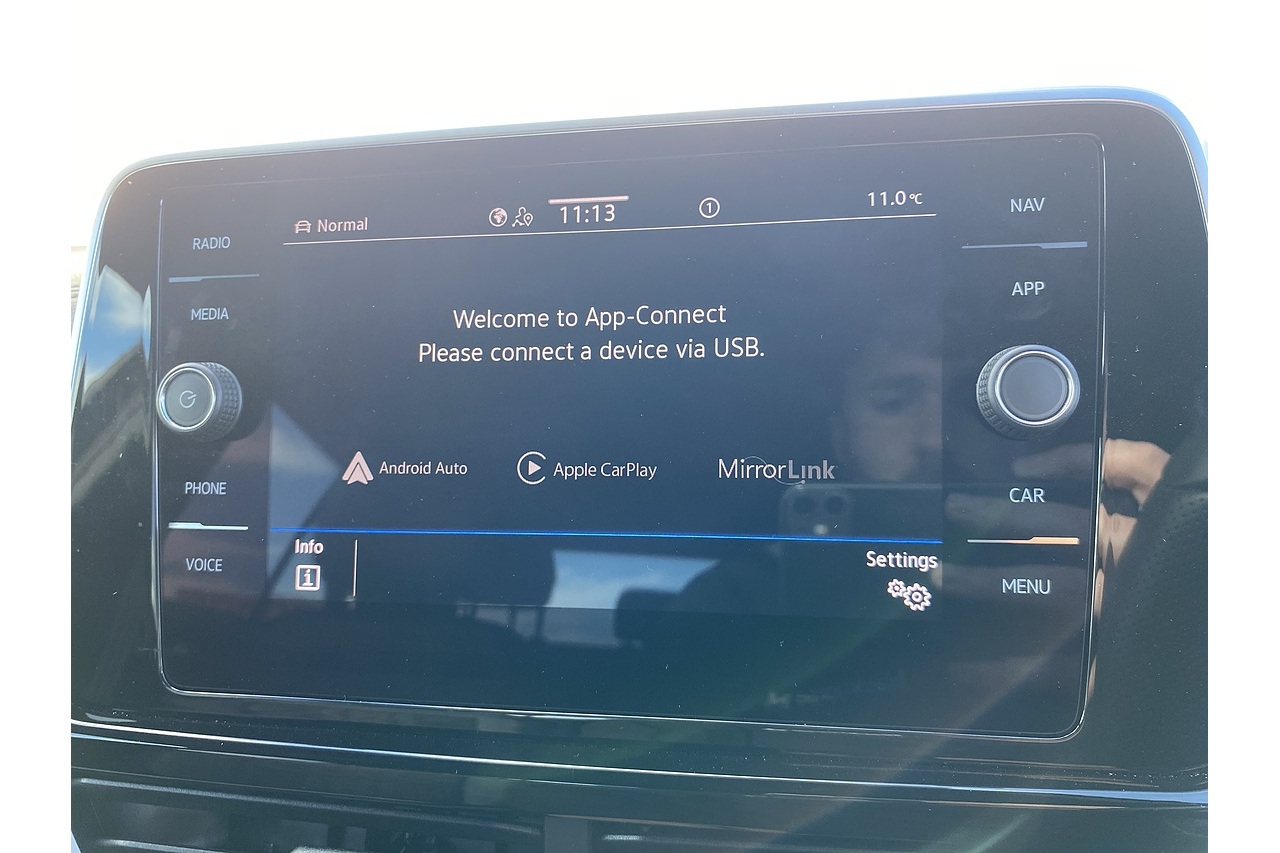 Normal
11:13
1
11.0°C
RADIO
MEDIA
PHONE
VOICE
Welcome to App-Connect
Please connect a device via USB.
Android Auto
Apple CarPlay
MirrorLink
Info
i
Settings
NAV
APP
CAR
MENU